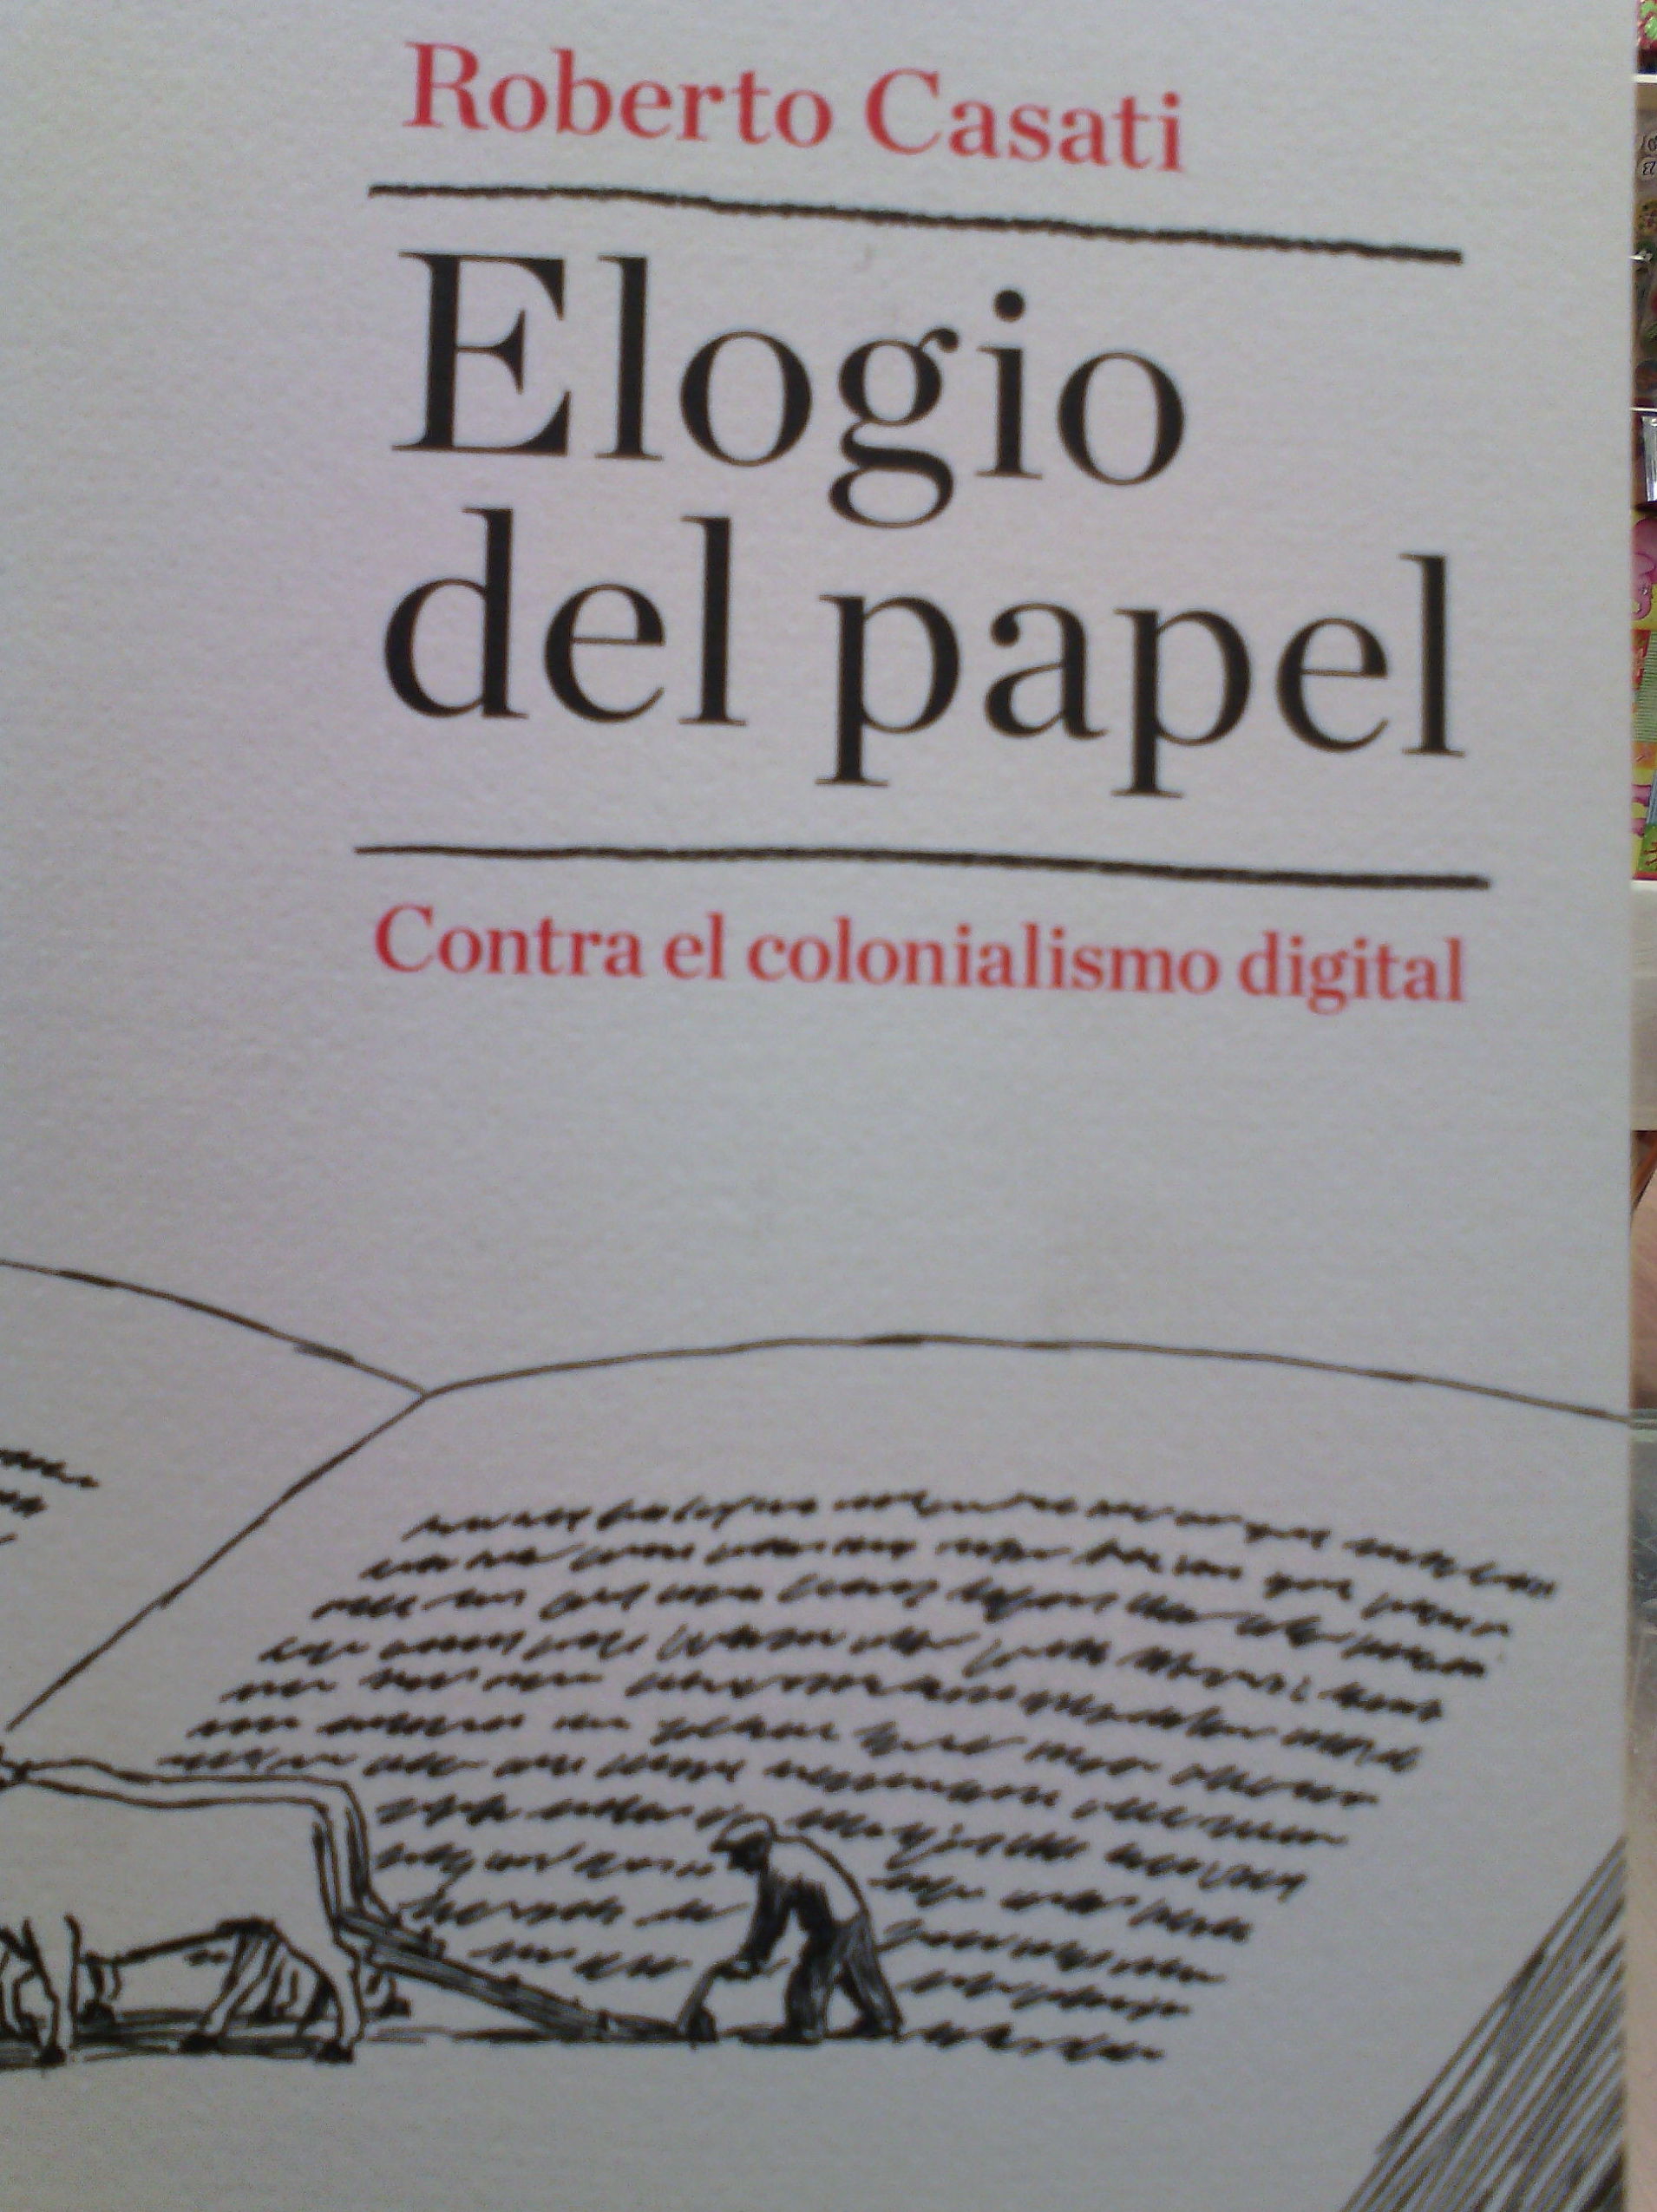 Roberto Casati
Elogio
del papel
Contra el colonialismo digital